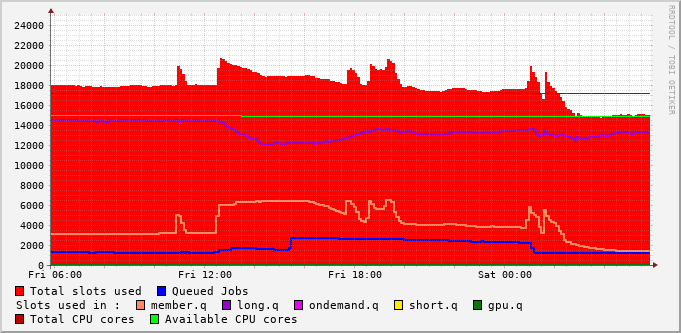 24000
22000
20000
18000
16000
14000
12000
10000
8000
6000
4000
2000
0
Fri 06:00 Fri 12:00 Fri 18:00 Sat 00:00
RRDTOOL / TOBI OETIKER
Total slots used Queued Jobs
Slots used in : member.q long.q ondemand.q short.q gpu.q
Total CPU cores Available CPU cores